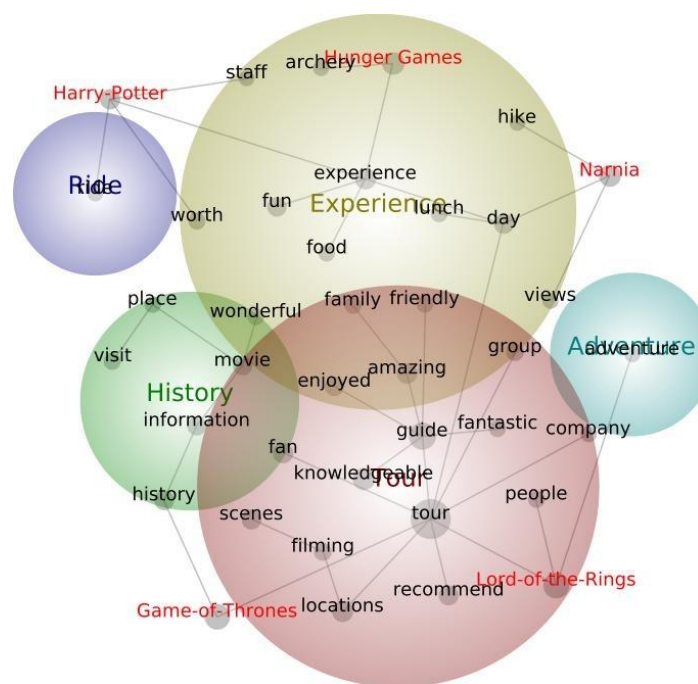 Hunger Games
archery
staff
Harry-Potter
hike
experience
Narnia
Ride
ride
fun
Experience
lunch
worth
day
food
place
family
friendly
views
wonderful
visit
movie
amazing
group
Adventure
adventure
enjoyed
History
information
guide
fantastic
company
fan
knowledgeable
Tour
history
people
scenes
tour
filming
Lord-of-the-Rings
recommend
Game-of-Thrones
locations